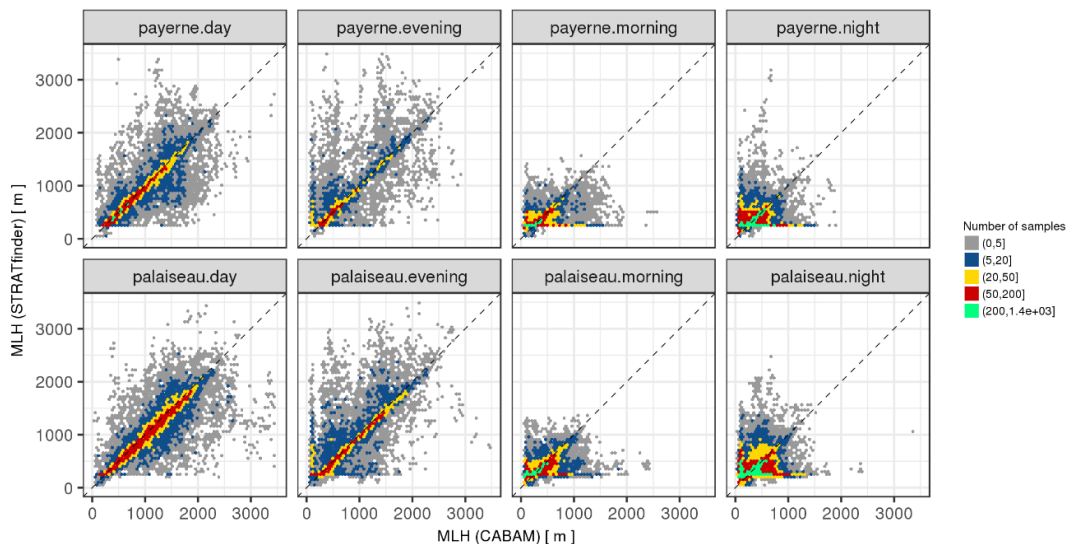 payerne.day payerne.evening payerne.morning payerne.night
3000
2000
1000
0
palaiseau.day palaiseau.evening palaiseau.morning palaiseau.night
3000
2000
1000
0
0 1000 2000 3000 0 1000 2000 3000 0 1000 2000 3000 0 1000 2000 3000
MLH (CABAM) [ m ]
MLH (STRATfinder) [ m ]
Number of samples
(0,5]
(5,20]
(20,50]
(50,200]
(200,1.4e+03]